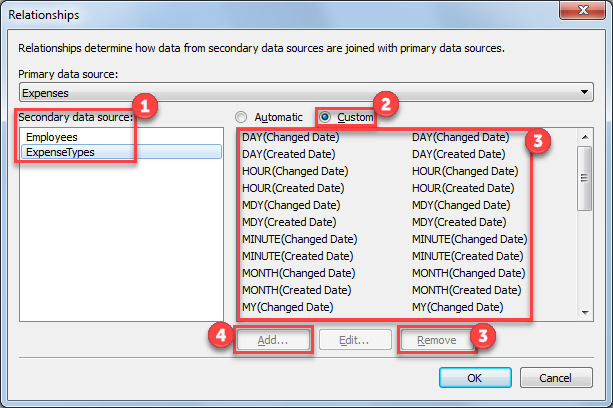 Relationships
Relationships determine how data from secondary data sources are joined with primary data sources.
Primary data source:
Expenses
1
Secondary data source:
Employees
ExpenseTypes
Automatic
Custom
2
3
DAY(Changed Date) DAY(Changed Date)
DAY(Created Date) DAY(Created Date)
HOUR(Changed Date) HOUR(Changed Date)
HOUR(Created Date) HOUR(Created Date)
MDY(Changed Date) MDY(Changed Date)
MDY(Created Date) MDY(Created Date)
MINUTE(Changed Date) MINUTE(Changed Date)
MINUTE(Created Date) MINUTE(Created Date)
MONTH(Changed Date) MONTH(Changed Date)
MONTH(Created Date) MONTH(Created Date)
MY(Changed Date) MY(Changed Date)
4 Add... Edit... Remove 3
OK Cancel